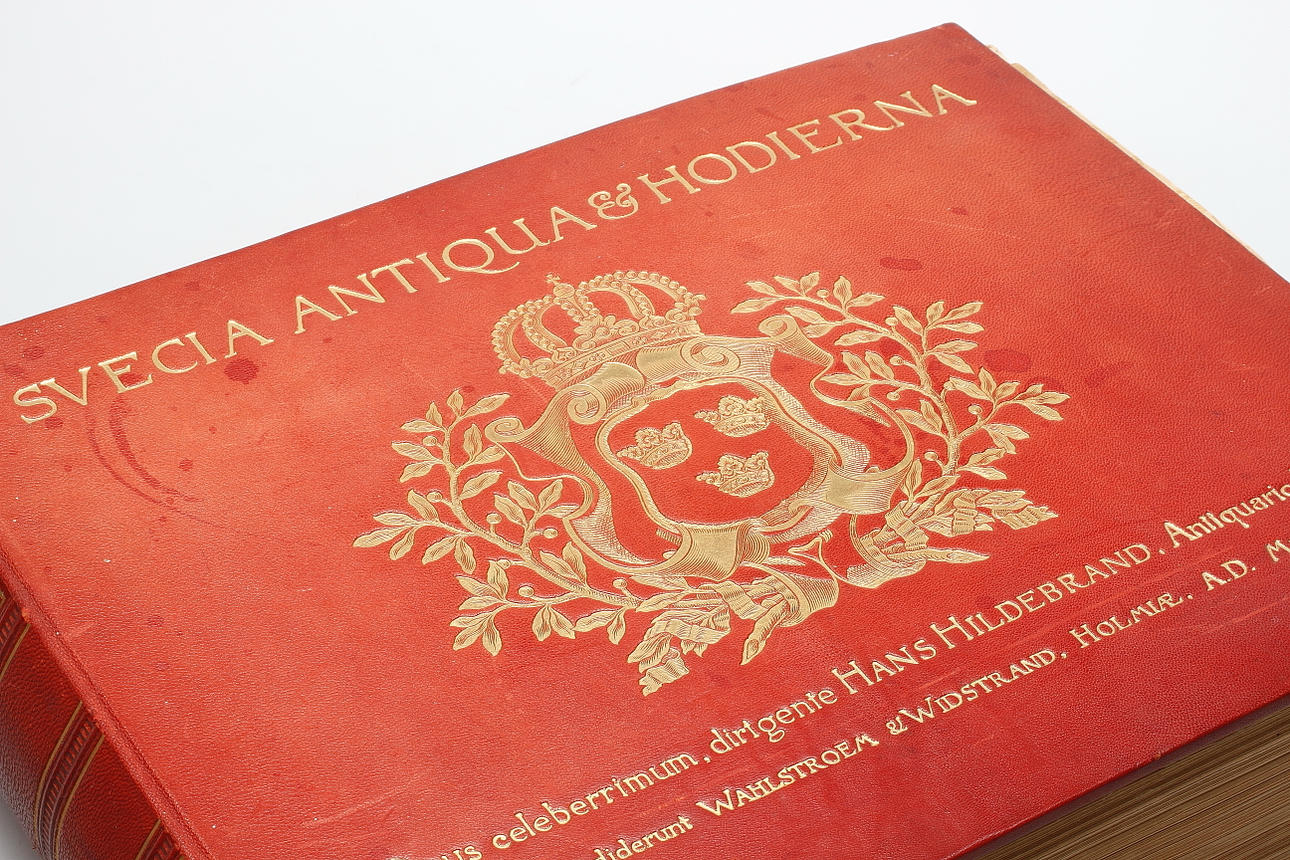 SVECIA ANTIQUA & HODIERNA
celeberrimum, dirigente HANS HILDEBRAND. Antiquario
WAHLSTROEM & WIDSTRAND. HOLMIÆ. A.D. M